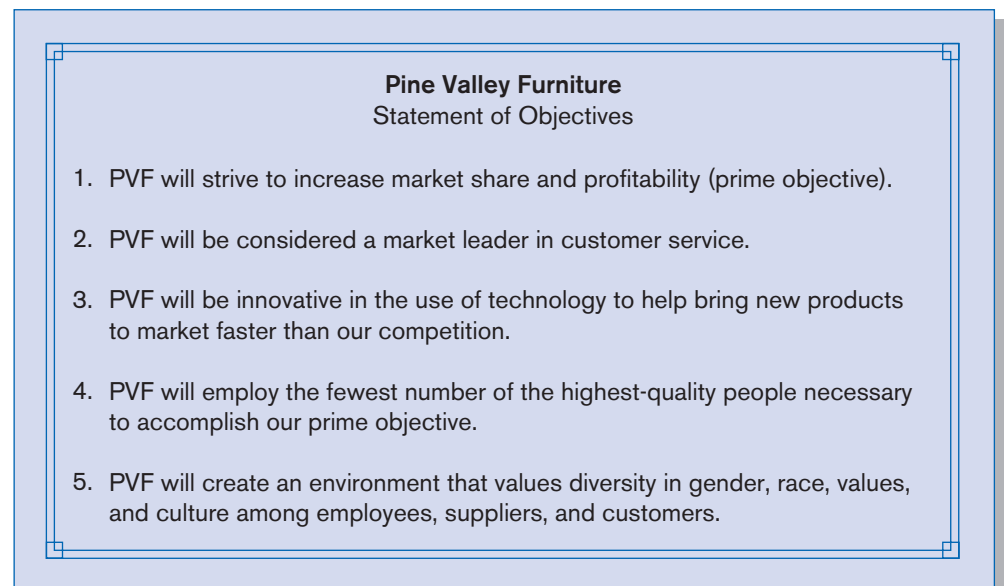 Pine Valley Furniture
Statement of Objectives
1. PVF will strive to increase market share and profitability (prime objective).
2. PVF will be considered a market leader in customer service.
3. PVF will be innovative in the use of technology to help bring new products
to market faster than our competition.
4. PVF will employ the fewest number of the highest-quality people necessary
to accomplish our prime objective.
5. PVF will create an environment that values diversity in gender, race, values,
and culture among employees, suppliers, and customers.